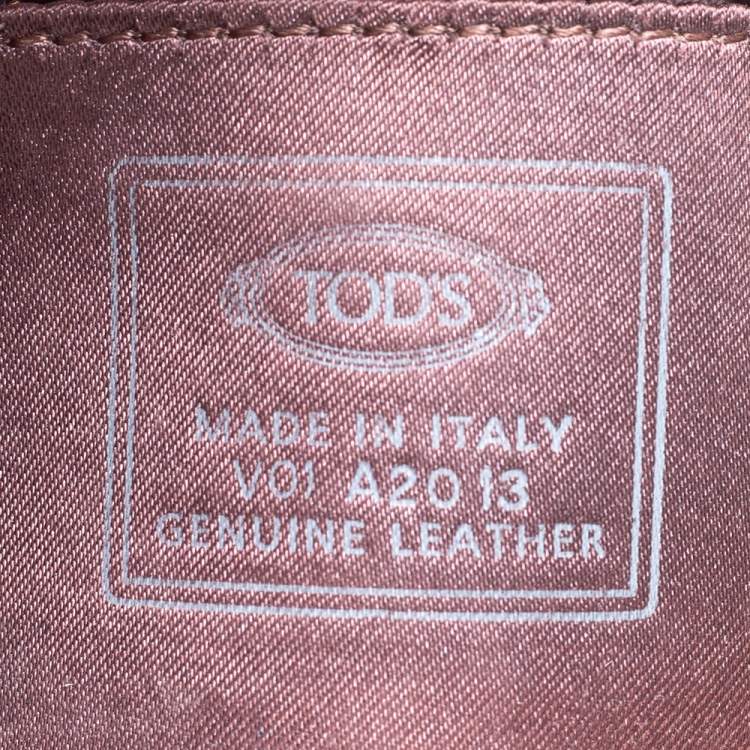 TOD'S
MADE IN ITALY
V01 A2013
GENUINE LEATHER